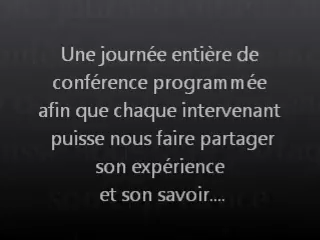 Une journée entière de
conférence programmée
afin que chaque intervenant
puisse nous faire partager
son expérience
et son savoir....